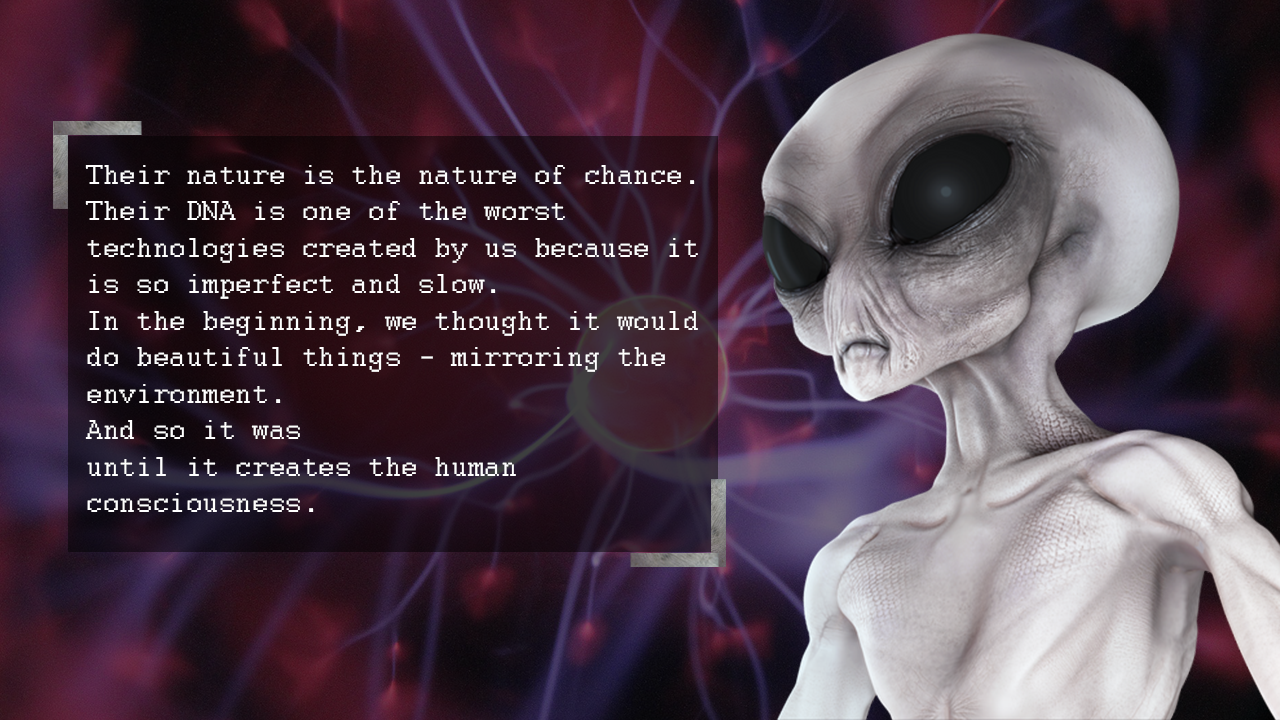 Their nature is the nature of chance.
Their DNA is one of the worst
technologies created by us because it
is so imperfect and slow.
In the beginning, we thought it would
do beautiful things - mirroring the
environment.
And so it was
until it creates the human
consciousness.